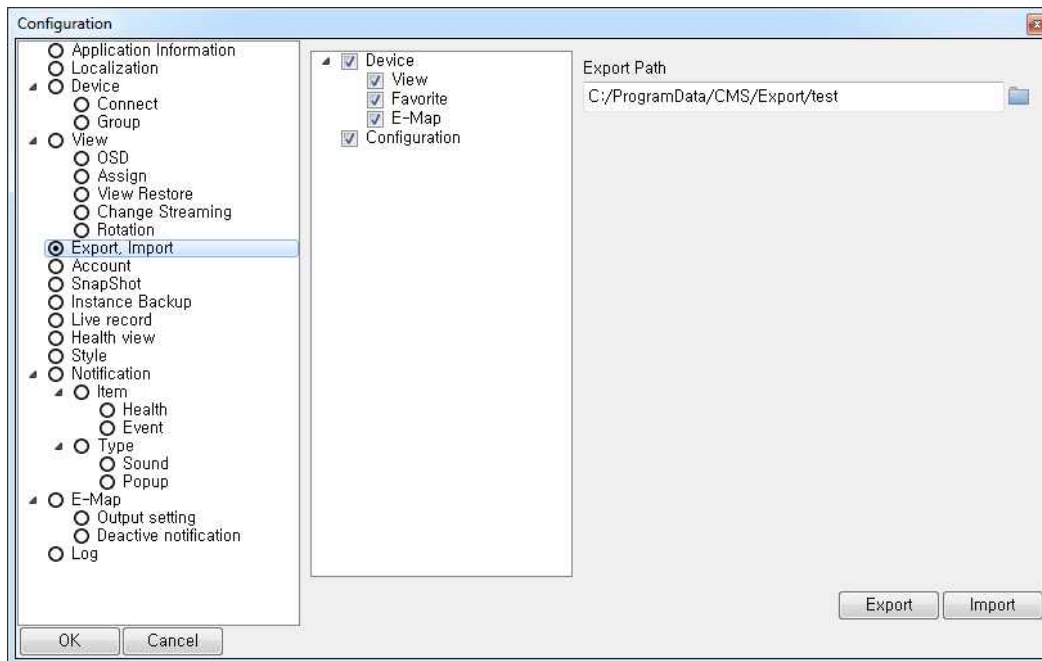 Configuration
Application Information
Localization
Device
Connect
Group
View
OSD
Assign
View Restore
Change Streaming
Rotation
Export, Import
Account
SnapShot
Instance Backup
Live record
Health view
Style
Notification
Item
Health
Event
Type
Sound
Popup
E-Map
Output setting
Deactive notification
Log
Device
View
Favorite
E-Map
Configuration
Export Path
C:/ProgramData/CMS/Export/test
Export
Import
OK
Cancel